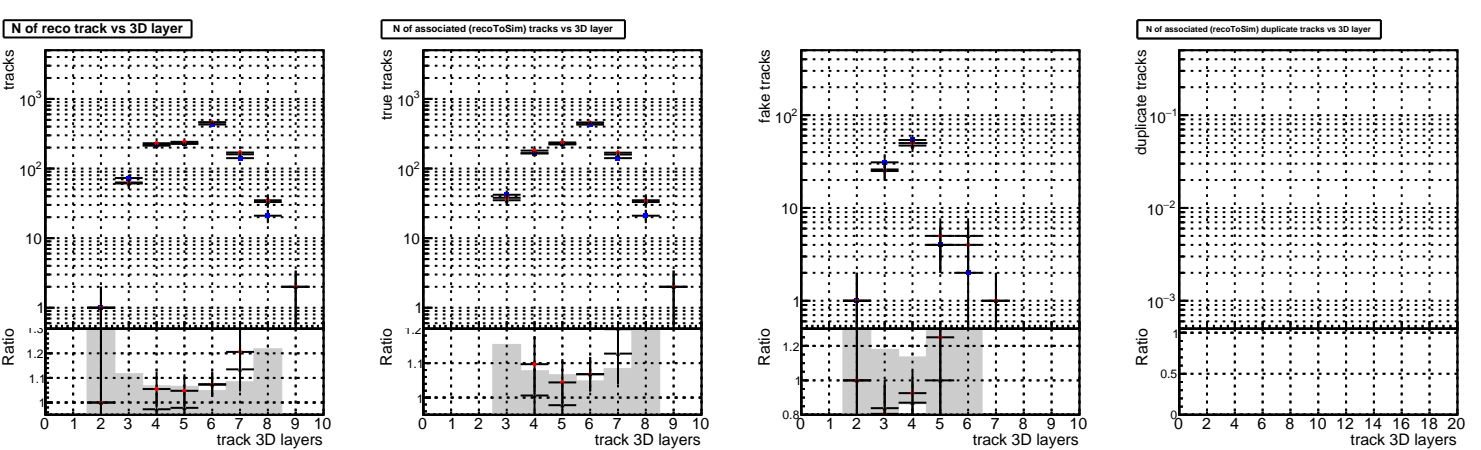 N of reco track vs 3D layer
tracks
10³
10²
10
1
Ratio
1.3
1.2
1.1
1
0 1 2 3 4 5 6 7 8 9 10
track 3D layers
N of associated (recoToSim) tracks vs 3D layer
true tracks
10³
10²
10
1
Ratio
1.2
1.1
1
0 1 2 3 4 5 6 7 8 9 10
track 3D layers
fake tracks
10²
10
1
Ratio
1.2
1
0.8
0 1 2 3 4 5 6 7 8 9 10
track 3D layers
N of associated (recoToSim) duplicate tracks vs 3D layer
duplicate tracks
10⁻¹
10⁻²
10⁻³
Ratio
1
0.5
0
0 2 4 6 8 10 12 14 16 18 20
track 3D layers